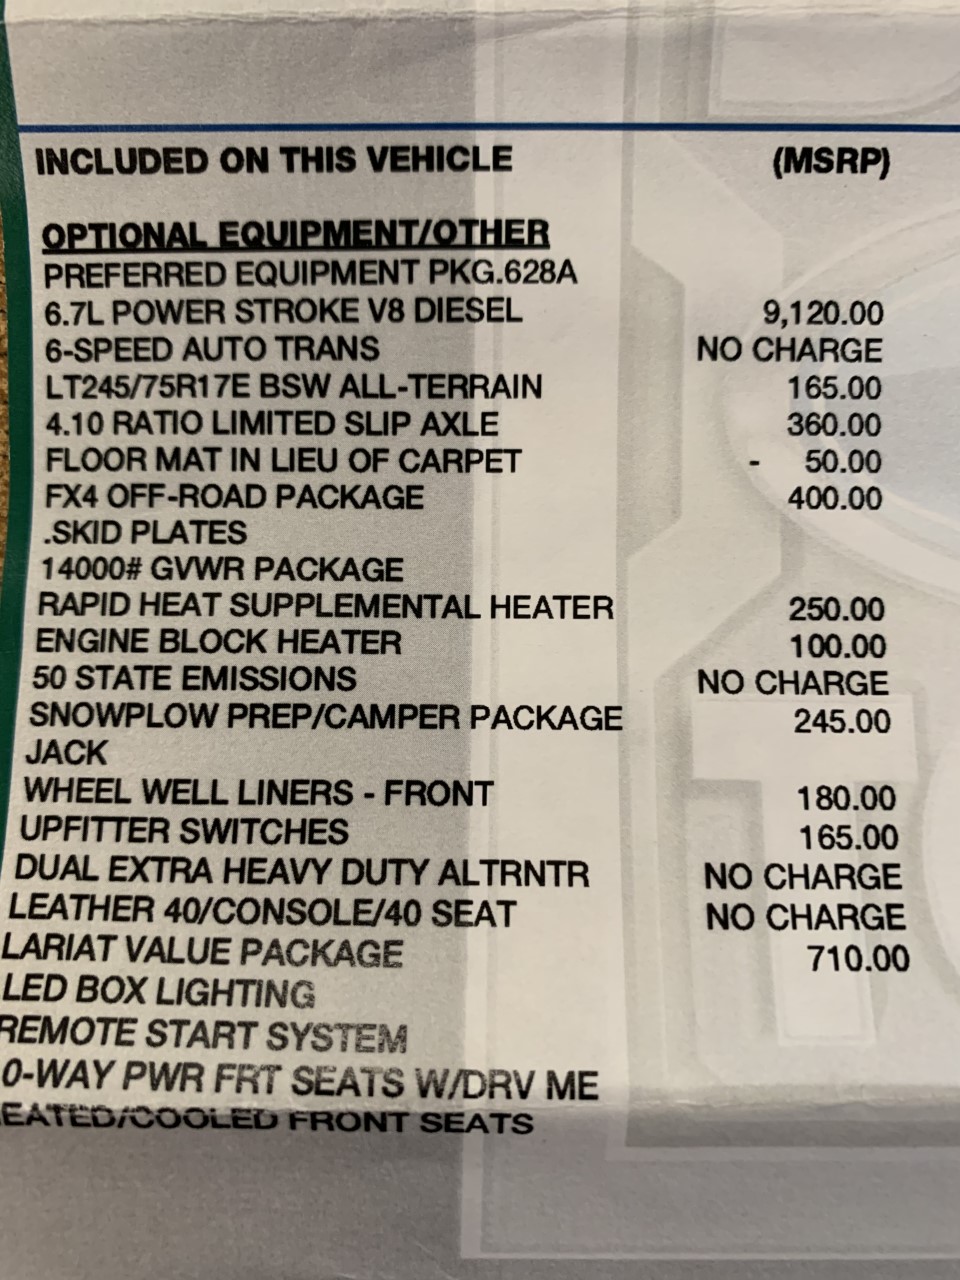 INCLUDED ON THIS VEHICLE (MSRP)
OPTIONAL EQUIPMENT/OTHER
PREFERRED EQUIPMENT PKG.628A
6.7L POWER STROKE V8 DIESEL 9,120.00
6-SPEED AUTO TRANS NO CHARGE
LT245/75R17E BSW ALL-TERRAIN 165.00
4.10 RATIO LIMITED SLIP AXLE 360.00
FLOOR MAT IN LIEU OF CARPET - 50.00
FX4 OFF-ROAD PACKAGE 400.00
.SKID PLATES
14000# GVWR PACKAGE
RAPID HEAT SUPPLEMENTAL HEATER 250.00
ENGINE BLOCK HEATER 100.00
50 STATE EMISSIONS NO CHARGE
SNOWPLOW PREP/CAMPER PACKAGE 245.00
JACK
WHEEL WELL LINERS - FRONT 180.00
UPFITTER SWITCHES 165.00
DUAL EXTRA HEAVY DUTY ALTRNTR NO CHARGE
LEATHER 40/CONSOLE/40 SEAT NO CHARGE
LARIAT VALUE PACKAGE 710.00
LED BOX LIGHTING
REMOTE START SYSTEM
0-WAY PWR FRT SEATS W/DRV ME
EATED/COOLED FRONT SEATS